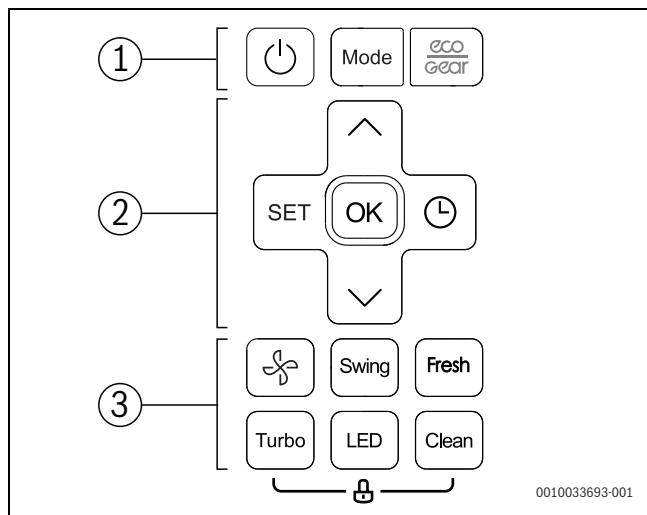 1
Mode
eco
Gear
2
SET
OK
3
Swing
Fresh
Turbo
LED
Clean
0010033693-001